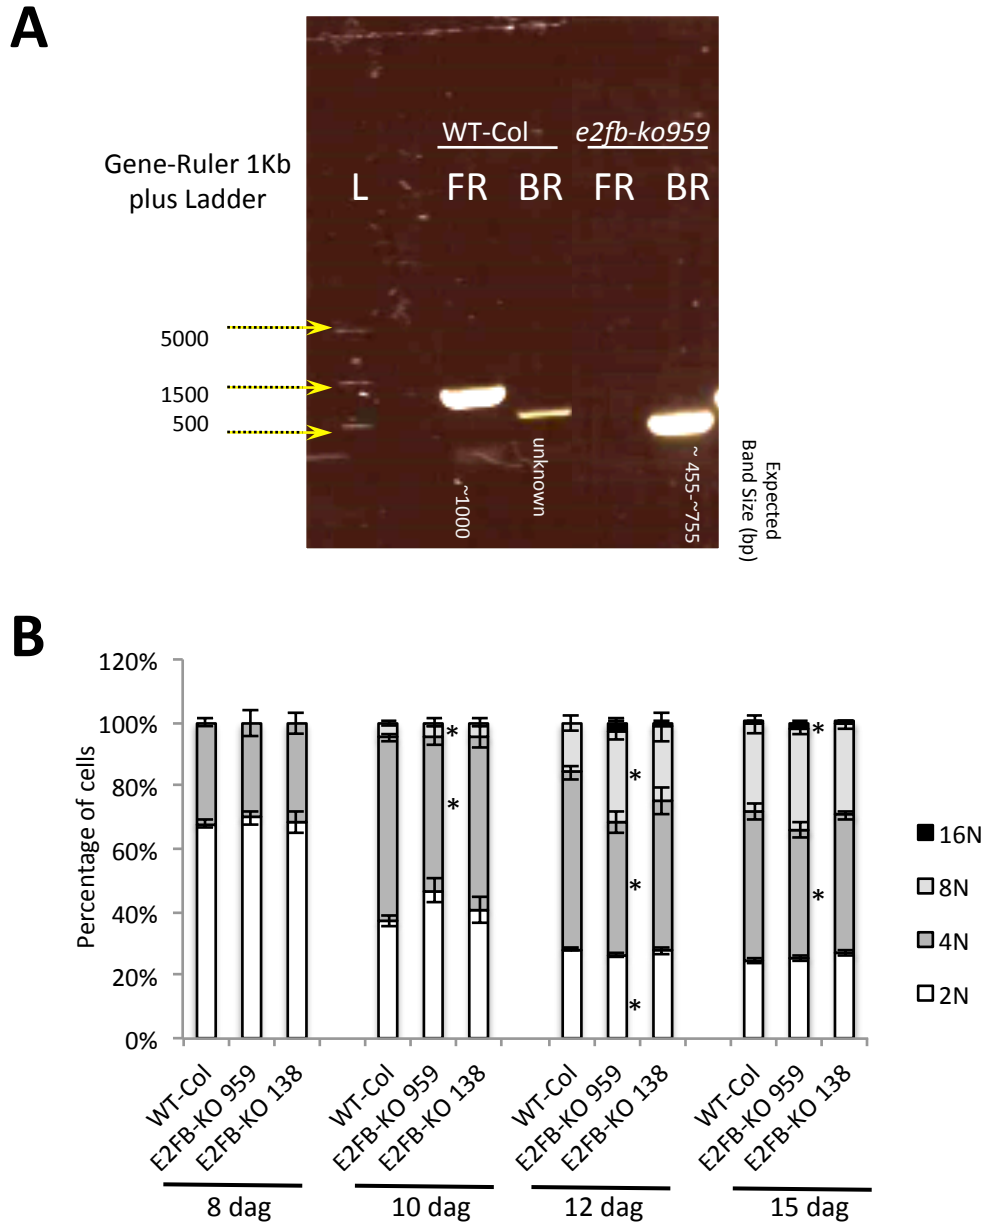 A
WT-Col
e2fb-ko959
Gene-Ruler 1Kb
plus Ladder
L
FR
BR
FR
BR
5000
1500
500
~1000
unknown
~ 455-~755
Expected
Band Size (bp)
B
Percentage of cells
120%
100%
80%
60%
40%
20%
0%
*
*
*
*
*
*
*
16N
8N
4N
2N
WT-Col
E2FB-KO 959
E2FB-KO 138
WT-Col
E2FB-KO 959
E2FB-KO 138
WT-Col
E2FB-KO 959
E2FB-KO 138
WT-Col
E2FB-KO 959
E2FB-KO 138
8 dag
10 dag
12 dag
15 dag